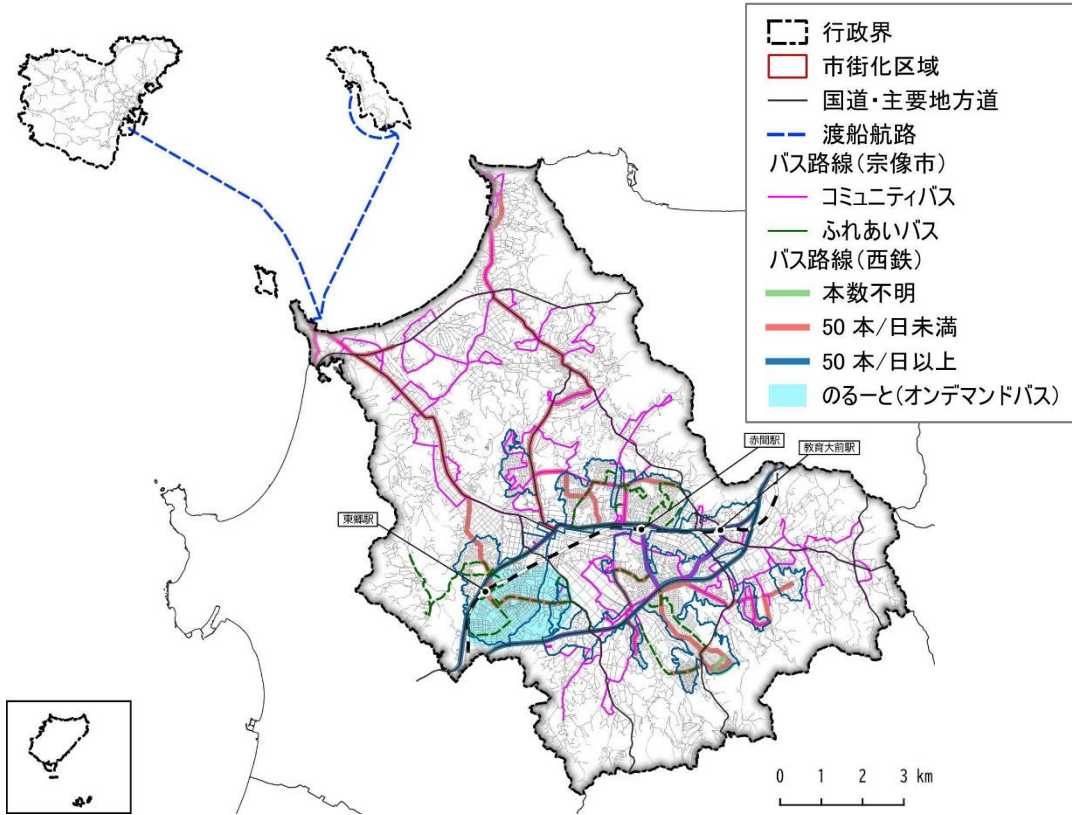 行政界
市街化区域
国道・主要地方道
渡船航路
バス路線(宗像市)
コミュニティバス
ふれあいバス
バス路線(西鉄)
本数不明
50 本/日未満
50 本/日以上
のるーと(オンデマンドバス)
赤間駅
教育大前駅
東郷駅
0 1 2 3 km